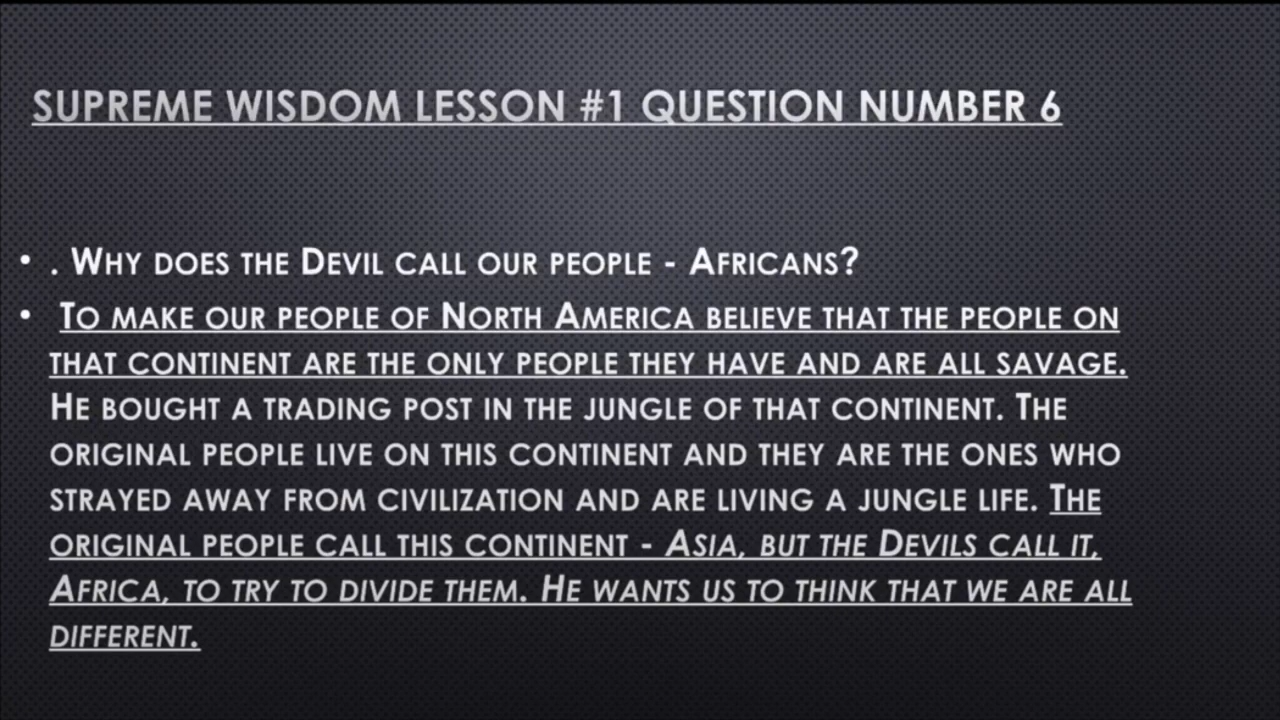 SUPREME WISDOM LESSON #1 QUESTION NUMBER 6
• . WHY DOES THE DEVIL CALL OUR PEOPLE - AFRICANS?
• TO MAKE OUR PEOPLE OF NORTH AMERICA BELIEVE THAT THE PEOPLE ON
THAT CONTINENT ARE THE ONLY PEOPLE THEY HAVE AND ARE ALL SAVAGE.
HE BOUGHT A TRADING POST IN THE JUNGLE OF THAT CONTINENT. THE
ORIGINAL PEOPLE LIVE ON THIS CONTINENT AND THEY ARE THE ONES WHO
STRAYED AWAY FROM CIVILIZATION AND ARE LIVING A JUNGLE LIFE. THE
ORIGINAL PEOPLE CALL THIS CONTINENT - ASIA, BUT THE DEVILS CALL IT,
AFRICA, TO TRY TO DIVIDE THEM. HE WANTS US TO THINK THAT WE ARE ALL
DIFFERENT.